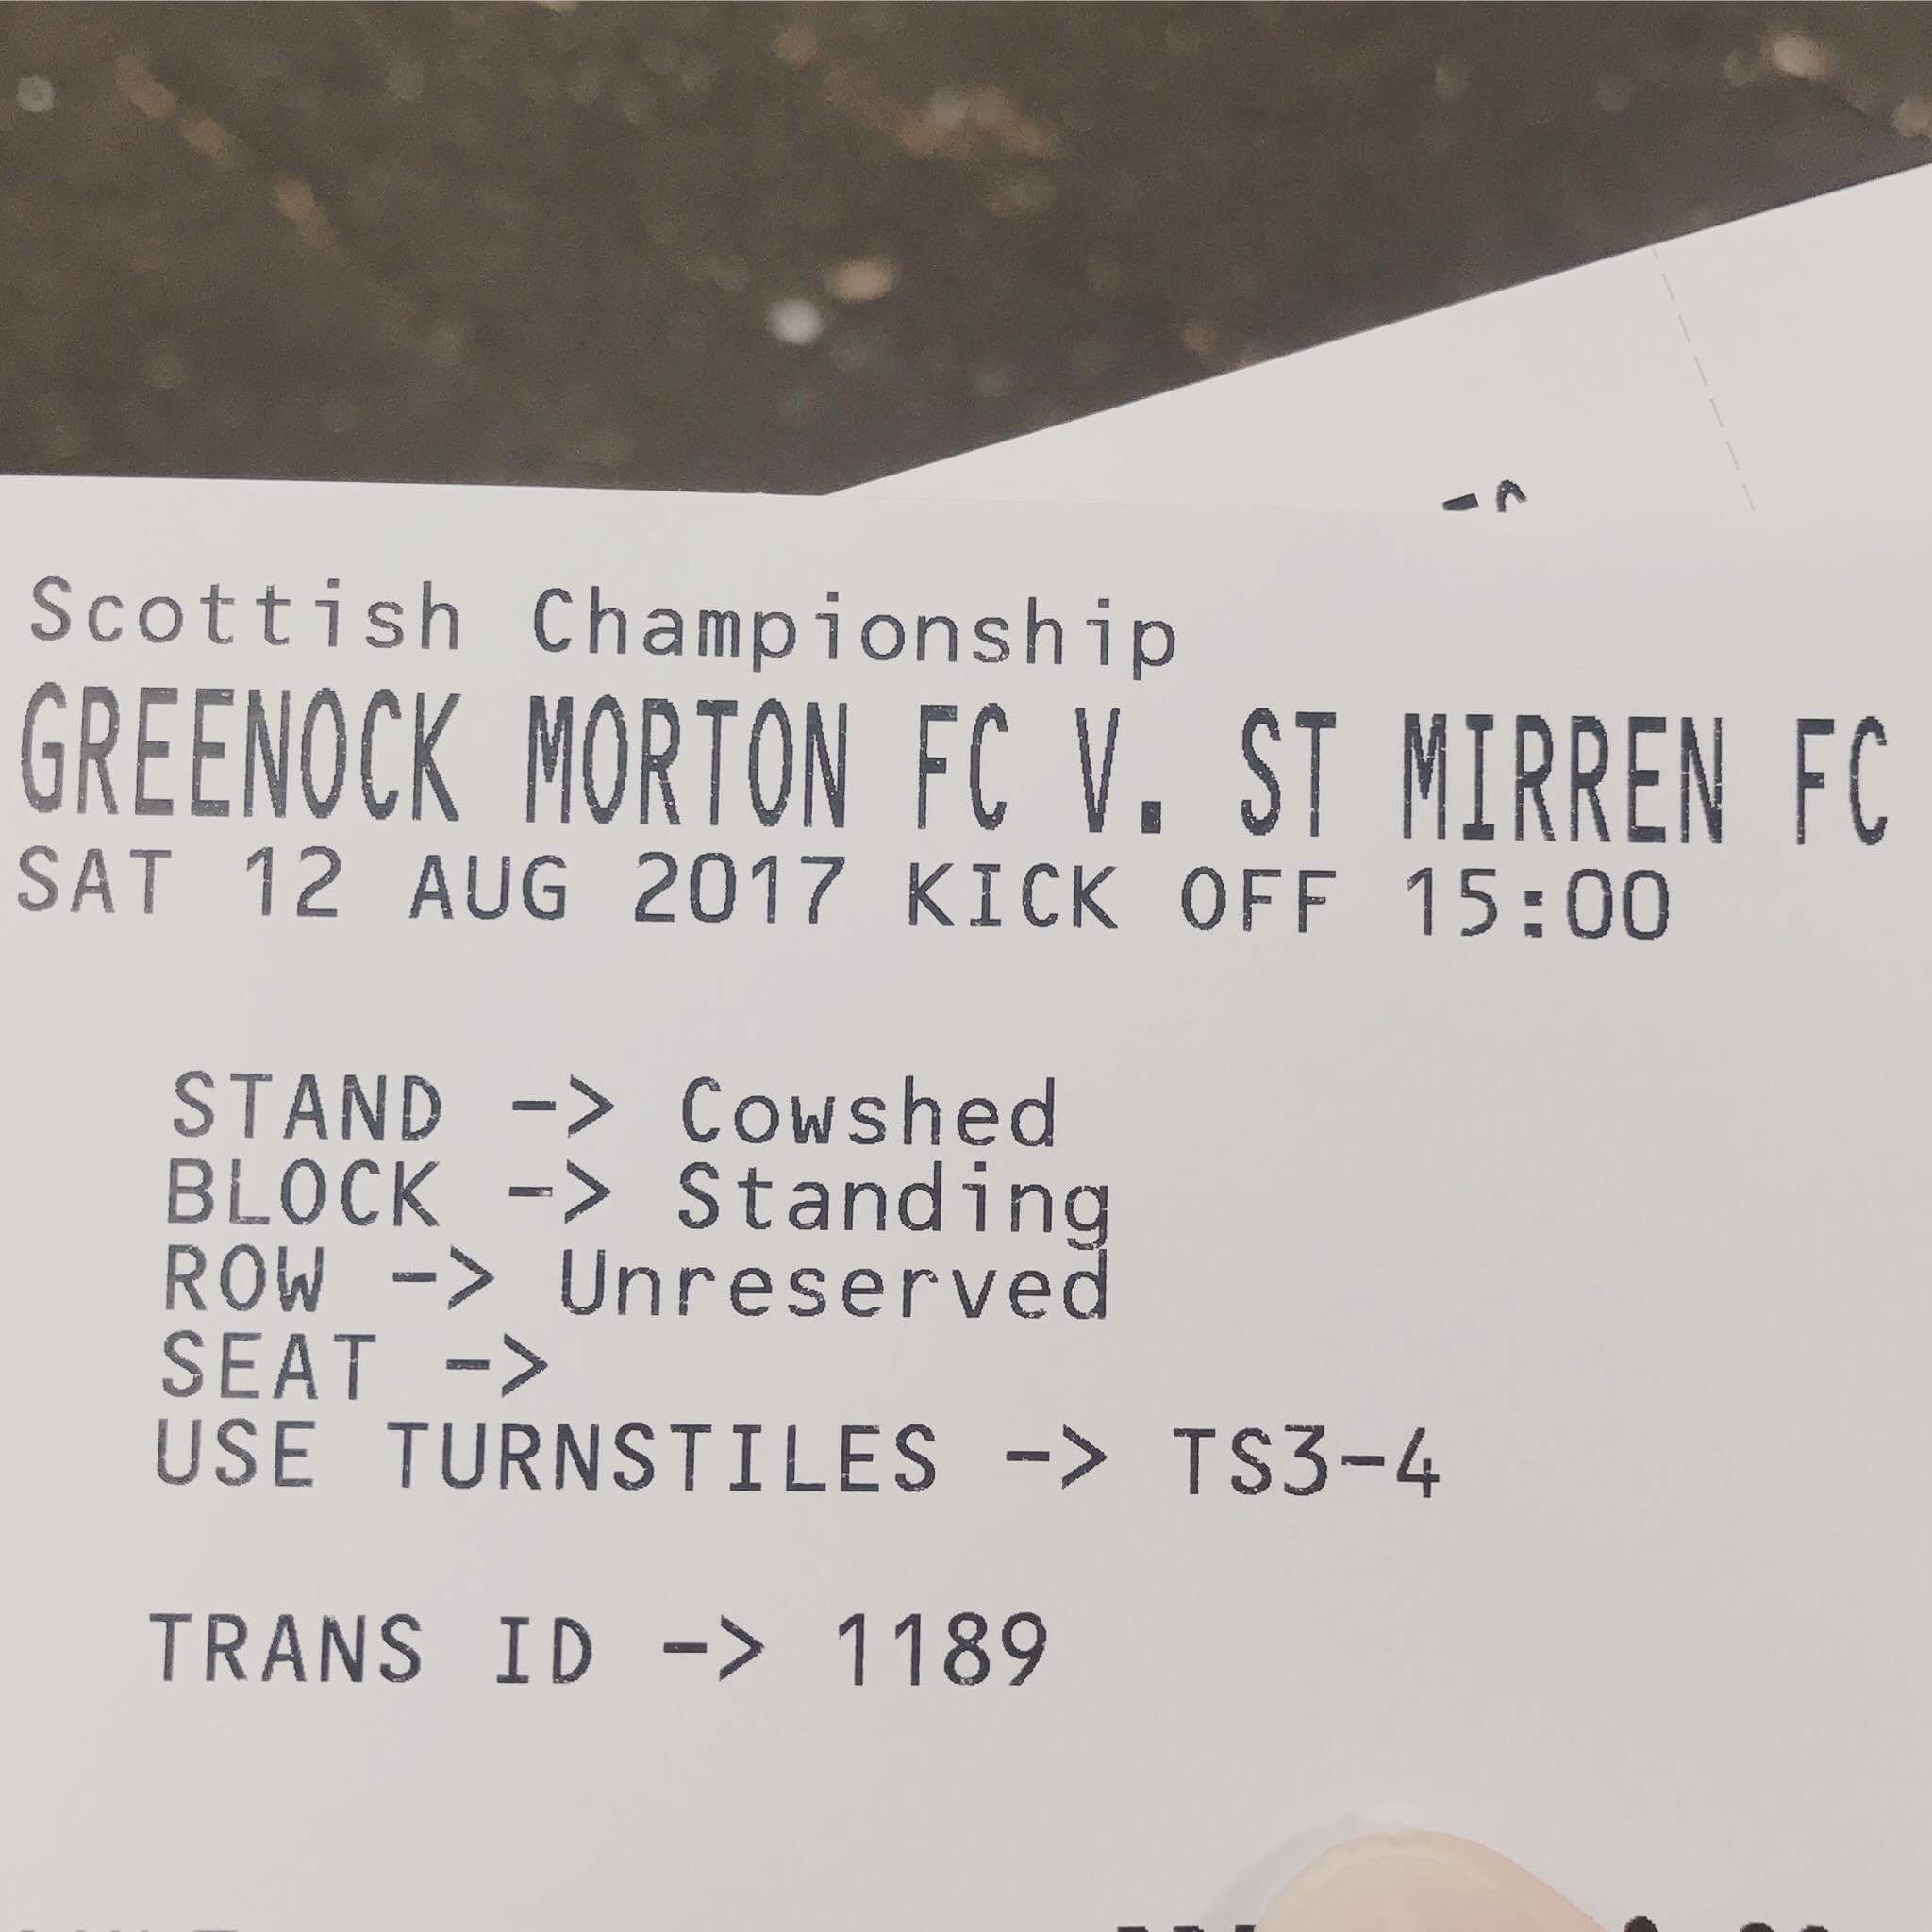 Scottish Championship
GREENOCK MORTON FC V. ST MIRREN FC
SAT 12 AUG 2017 KICK OFF 15:00
STAND -> Cowshed
BLOCK -> Standing
ROW -> Unreserved
SEAT ->
USE TURNSTILES -> TS3-4
TRANS ID -> 1189